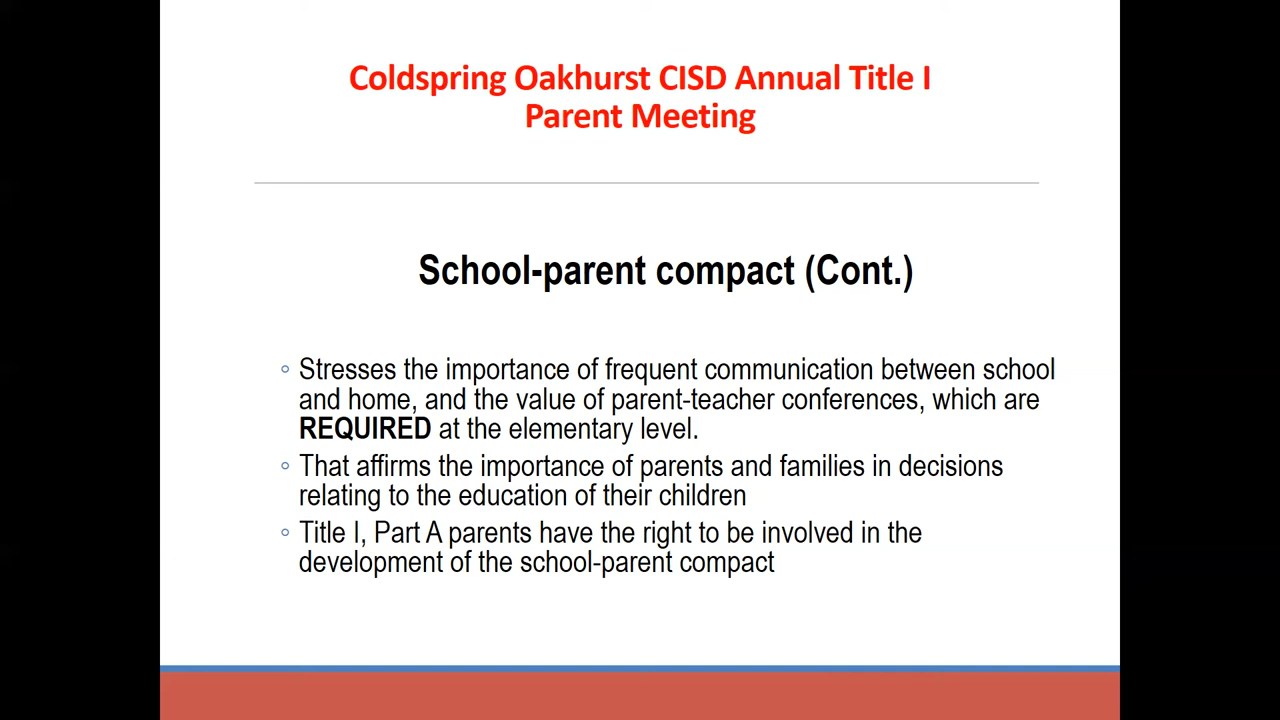 Coldspring Oakhurst CISD Annual Title I
Parent Meeting
School-parent compact (Cont.)
◦ Stresses the importance of frequent communication between school
and home, and the value of parent-teacher conferences, which are
REQUIRED at the elementary level.
◦ That affirms the importance of parents and families in decisions
relating to the education of their children
◦ Title I, Part A parents have the right to be involved in the
development of the school-parent compact